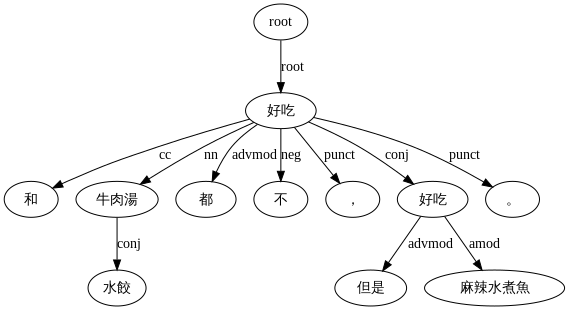 root
root
好吃
cc nn advmod neg punct conj punct
和 牛肉湯 都 不 ， 好吃 。
conj advmod amod
水餃 但是 麻辣水煮魚